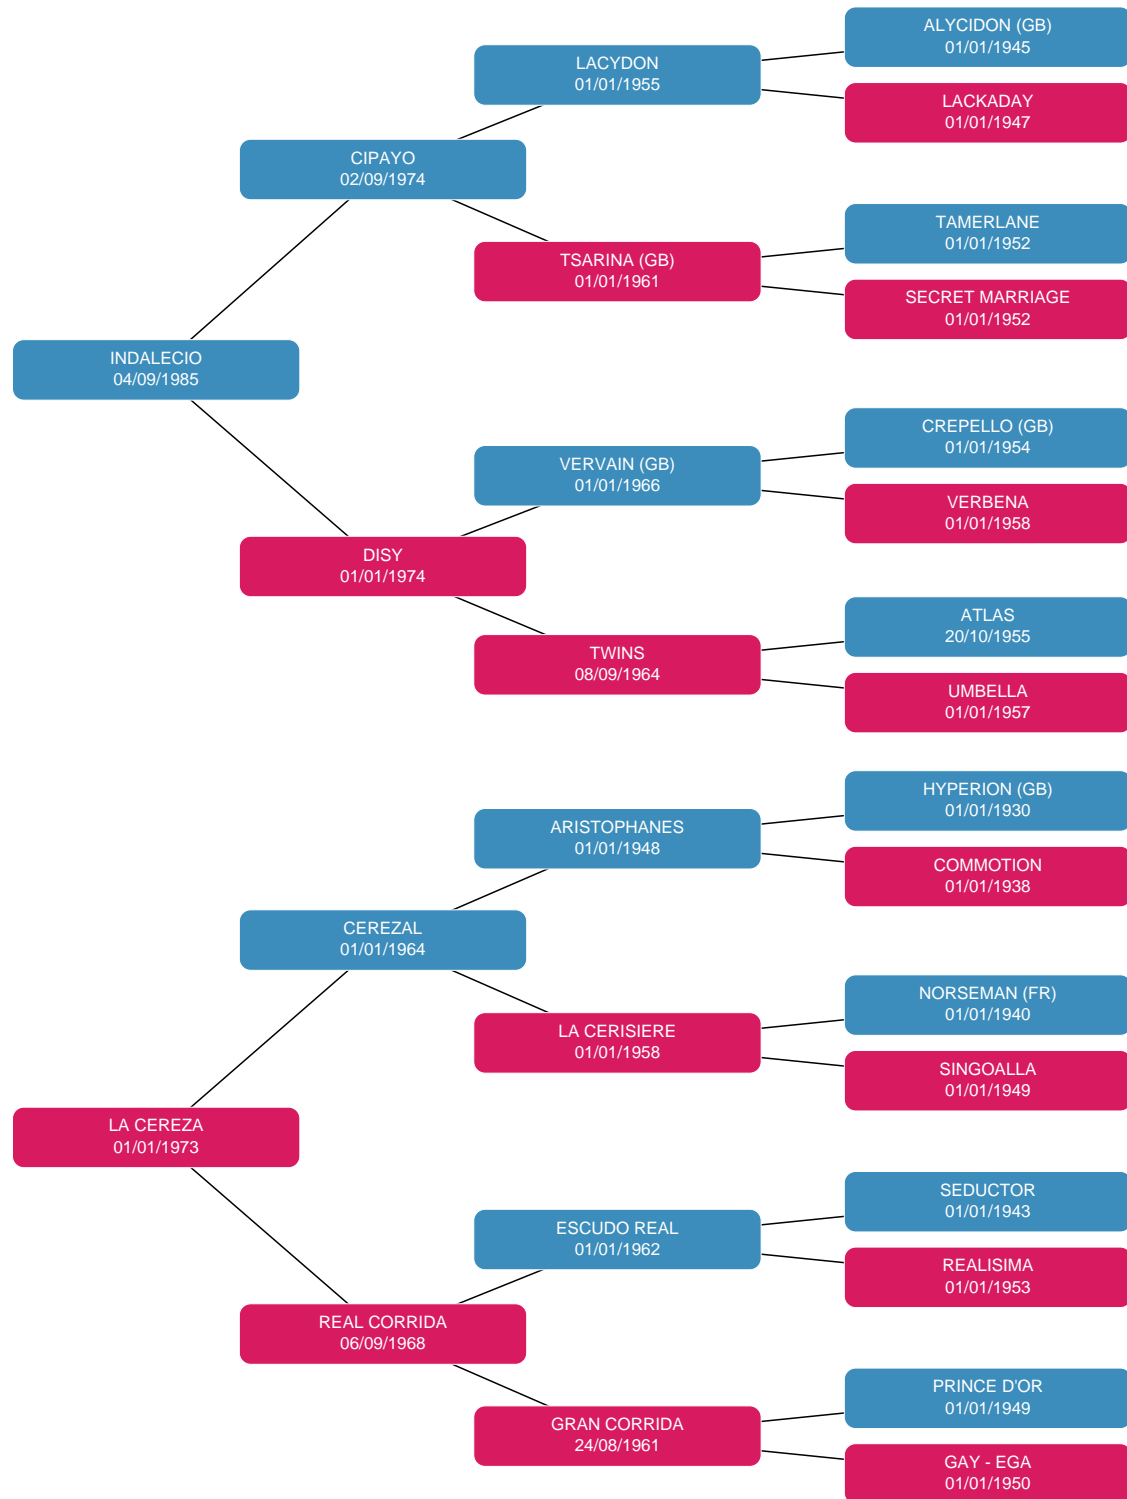 ALYCIDON (GB)
01/01/1945
LACYDON
01/01/1955
LACKADAY
01/01/1947
CIPAYO
02/09/1974
TAMERLANE
01/01/1952
TSARINA (GB)
01/01/1961
SECRET MARRIAGE
01/01/1952
INDALECIO
04/09/1985
CREPELLO (GB)
01/01/1954
VERVAIN (GB)
01/01/1966
VERBENA
01/01/1958
DISY
01/01/1974
ATLAS
20/10/1955
TWINS
08/09/1964
UMBELLA
01/01/1957
HYPERION (GB)
01/01/1930
ARISTOPHANES
01/01/1948
COMMOTION
01/01/1938
CEREZAL
01/01/1964
NORSEMAN (FR)
01/01/1940
LA CERISIERE
01/01/1958
SINGOALLA
01/01/1949
LA CEREZA
01/01/1973
SEDUCTOR
01/01/1943
ESCUDO REAL
01/01/1962
REALISIMA
01/01/1953
REAL CORRIDA
06/09/1968
PRINCE D'OR
01/01/1949
GRAN CORRIDA
24/08/1961
GAY - EGA
01/01/1950